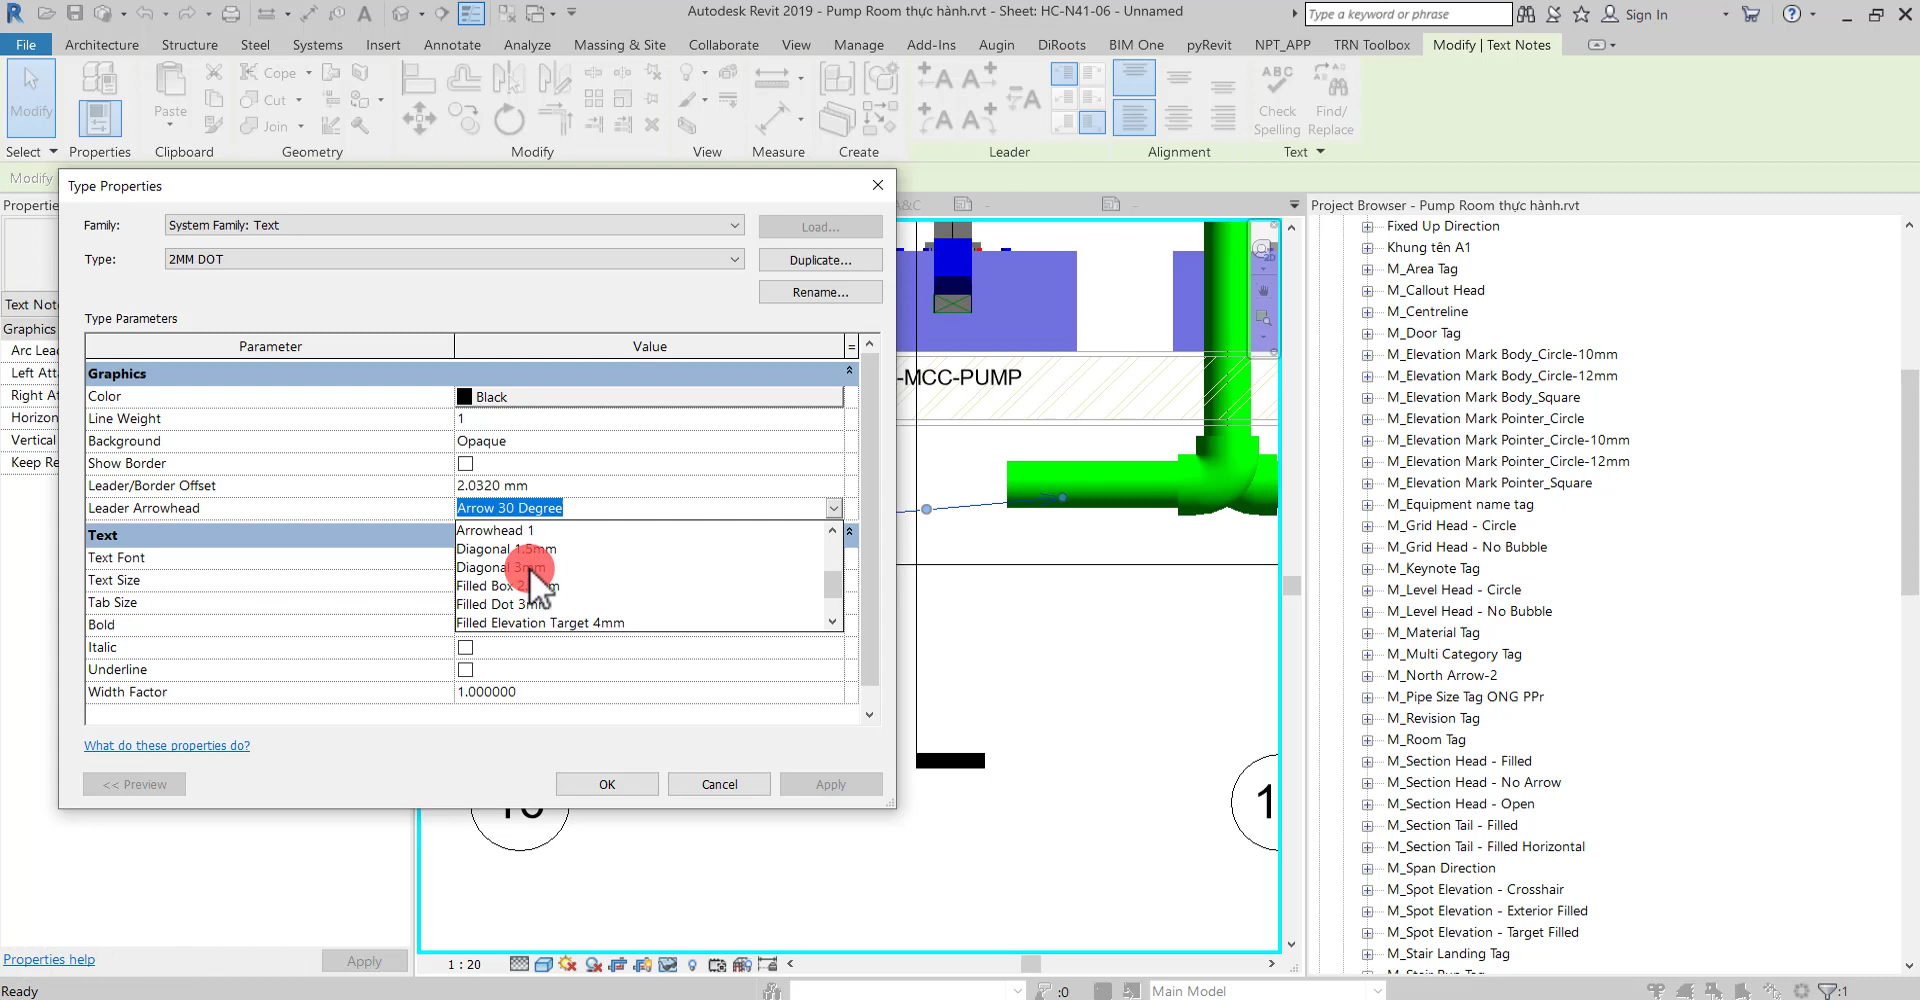 Autodesk Revit 2019 - Pump Room thực hành.rvt - Sheet: HC-N41-06 - Unnamed
Type a keyword or phrase
Sign In
File Architecture Structure Steel Systems Insert Annotate Analyze Massing & Site Collaborate View Manage Add-Ins Augin DiRoots BIM One pyRevit NPT_APP TRN Toolbox Modify | Text Notes
Modify
Paste
Cope
Cut
Join
Check Spelling
Find/ Replace
Select Properties Clipboard Geometry Modify View Measure Create Leader Alignment Text
Modify
Type Properties
Family: System Family: Text Load...
Type: 2MM DOT Duplicate...
Rename...
Type Parameters
Parameter Value =
Graphics
Color Black
Line Weight 1
Background Opaque
Show Border
Leader/Border Offset 2.0320 mm
Leader Arrowhead Arrow 30 Degree
Arrowhead 1
Diagonal 1.5mm
Diagonal 3mm
Filled Box
Filled Dot 3mm
Filled Elevation Target 4mm
Text
Text Font
Text Size
Tab Size
Bold
Italic
Underline
Width Factor 1.000000
What do these properties do?
<< Preview OK Cancel Apply
Properties help Apply
-MCC-PUMP
1 : 20
Ready
:0
Main Model
:1
Project Browser - Pump Room thực hành.rvt
Fixed Up Direction
Khung tên A1
M_Area Tag
M_Callout Head
M_Centreline
M_Door Tag
M_Elevation Mark Body_Circle-10mm
M_Elevation Mark Body_Circle-12mm
M_Elevation Mark Body_Square
M_Elevation Mark Pointer_Circle
M_Elevation Mark Pointer_Circle-10mm
M_Elevation Mark Pointer_Circle-12mm
M_Elevation Mark Pointer_Square
M_Equipment name tag
M_Grid Head - Circle
M_Grid Head - No Bubble
M_Keynote Tag
M_Level Head - Circle
M_Level Head - No Bubble
M_Material Tag
M_Multi Category Tag
M_North Arrow-2
M_Pipe Size Tag ONG PPr
M_Revision Tag
M_Room Tag
M_Section Head - Filled
M_Section Head - No Arrow
M_Section Head - Open
M_Section Tail - Filled
M_Section Tail - Filled Horizontal
M_Span Direction
M_Spot Elevation - Crosshair
M_Spot Elevation - Exterior Filled
M_Spot Elevation - Target Filled
M_Stair Landing Tag